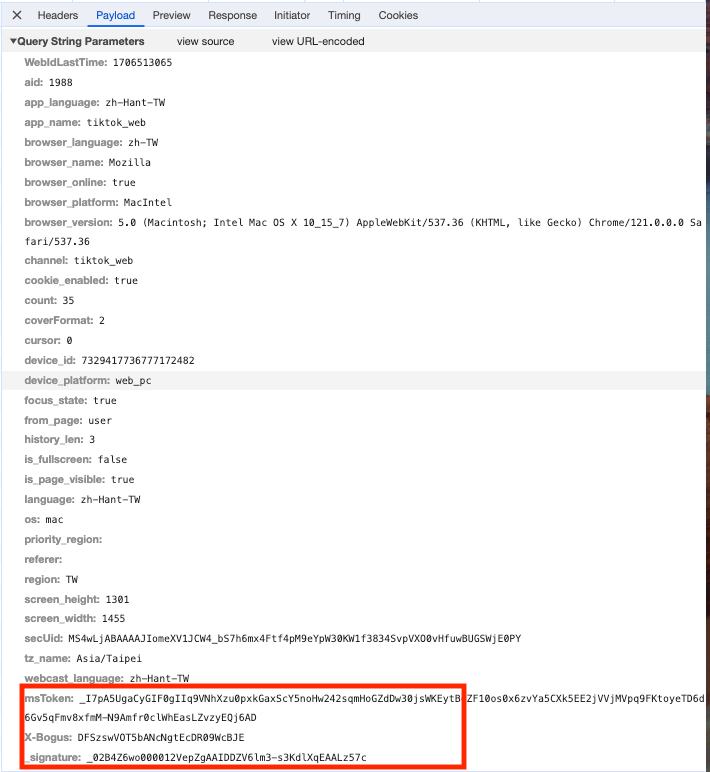 Headers Payload Preview Response Initiator Timing Cookies
Query String Parameters view source view URL-encoded
WebIdLastTime: 1706513065
aid: 1988
app_language: zh-Hant-TW
app_name: tiktok_web
browser_language: zh-TW
browser_name: Mozilla
browser_online: true
browser_platform: MacIntel
browser_version: 5.0 (Macintosh; Intel Mac OS X 10_15_7) AppleWebKit/537.36 (KHTML, like Gecko) Chrome/121.0.0.0 Sa
fari/537.36
channel: tiktok_web
cookie_enabled: true
count: 35
coverFormat: 2
cursor: 0
device_id: 7329417736777172482
device_platform: web_pc
focus_state: true
from_page: user
history_len: 3
is_fullscreen: false
is_page_visible: true
language: zh-Hant-TW
os: mac
priority_region:
referer:
region: TW
screen_height: 1301
screen_width: 1455
secUid: MS4wLjABAAAAJIomeXV1JCW4_bS7h6mx4Ftf4pM9eYpW30KW1f3834SvpVXO0vHfuwBUGSWjE0PY
tz_name: Asia/Taipei
webcast_language: zh-Hant-TW
msToken: _I7pA5UgaCyGIF0gIIq9VNhXzu0pxkGaxScY5noHw242sqmHoGZdDw30jsWKEytB ZF10os0x6zvYa5CXk5EE2jVVjMVpq9FKtoyeTD6d
6Gv5qFmv8xfmM-N9Amfr0clWhEasLZvzyEQj6AD
X-Bogus: DFSzswVOT5bANcNgtEcDR09WcBJE
_signature: _02B4Z6wo000012VepZgAAIDDZV6lm3-s3KdlXqEAALz57c